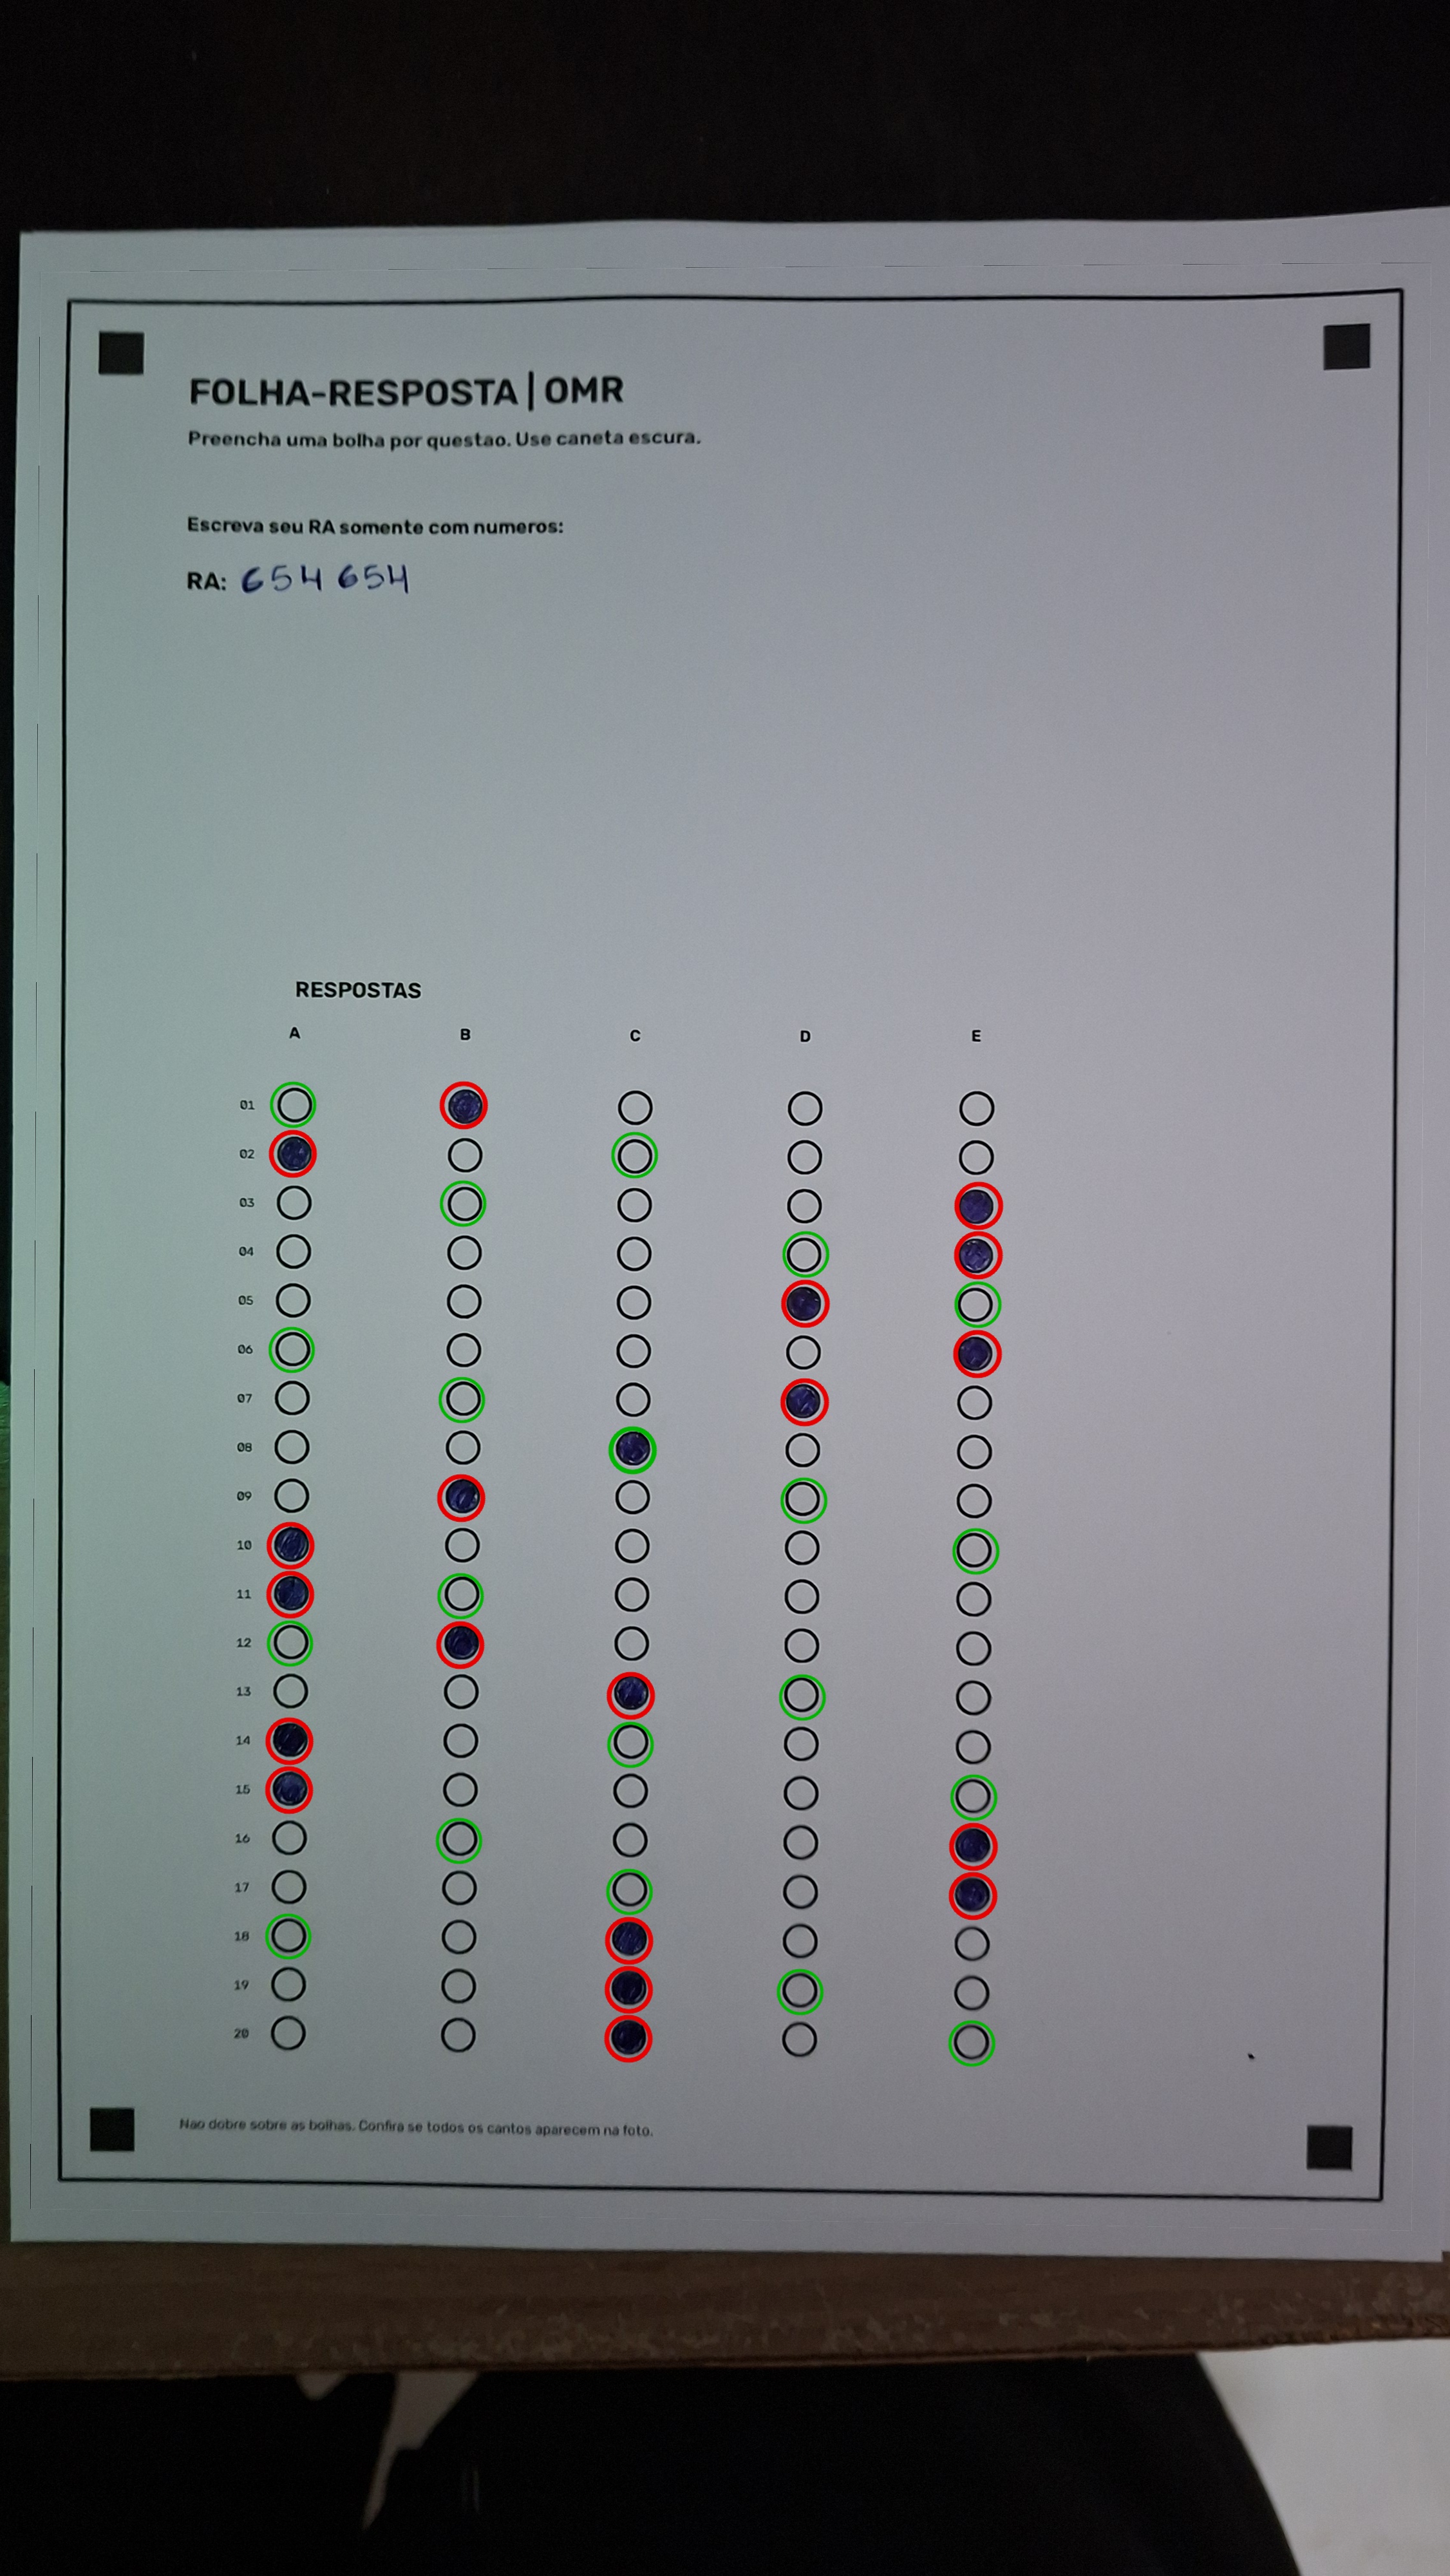 FOLHA-RESPOSTA | OMR
Preencha uma bolha por questao. Use caneta escura.
Escreva seu RA somente com numeros:
RA: 654 654
RESPOSTAS
A B C D E
01
02
03
04
05
06
07
08
09
10
11
12
13
14
15
16
17
18
19
20
Nao dobre sobre as bolhas. Confira se todos os cantos aparecem na foto.